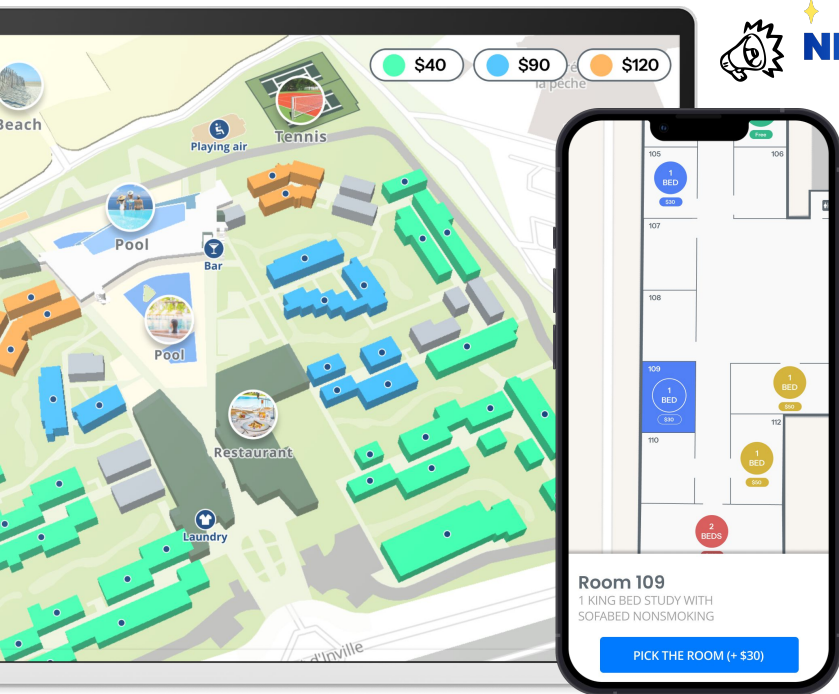 $40
$90
$120
la pêche
Beach
Playing air
Tennis
Pool
Bar
Pool
Restaurant
Laundry
d'Inville
Free
105
106
1
BED
$30
107
108
109
1
BED
$30
110
1
BED
$50
112
1
BED
$50
2
BEDS
Room 109
1 KING BED STUDY WITH
SOFABED NONSMOKING
PICK THE ROOM (+ $30)